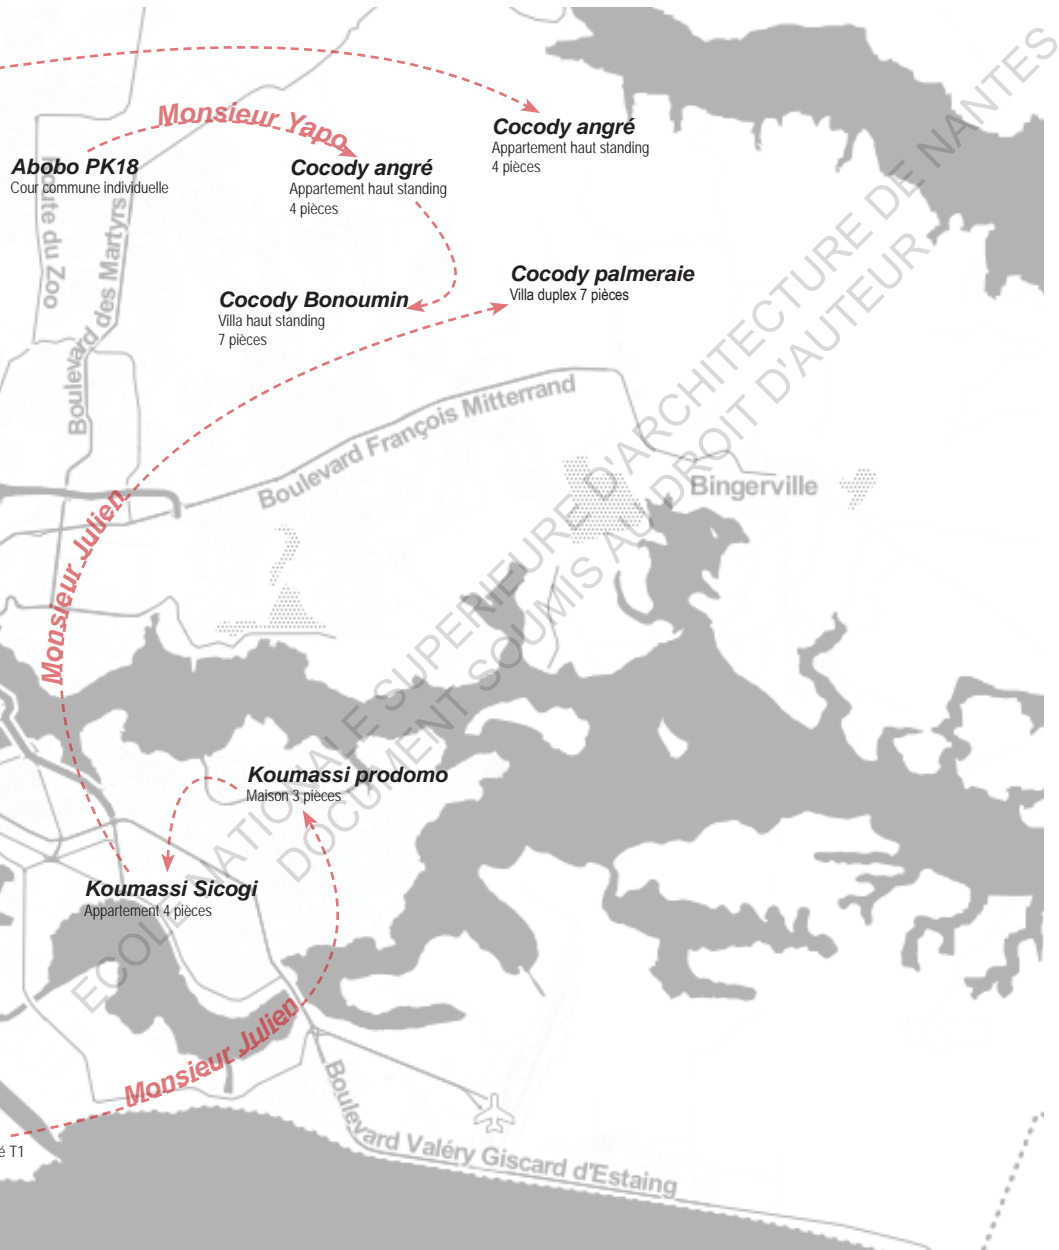 Monsieur Yapo
Cocody angré
Appartement haut standing
4 pièces
Abobo PK18
Cour commune individuelle
Cocody angré
Appartement haut standing
4 pièces
Route du Zoo
Boulevard des Martyrs
Cocody palmeraie
Villa duplex 7 pièces
Cocody Bonoumin
Villa haut standing
7 pièces
Boulevard François Mitterrand
Bingerville
Monsieur Julien
Koumassi prodomo
Maison 3 pièces
Koumassi Sicogi
Appartement 4 pièces
Monsieur Julien
Boulevard Valéry Giscard d'Estaing
é T1
ECOLE NATIONALE SUPERIEURE D'ARCHITECTURE DE NANTES
DOCUMENT SOUMIS AU DROIT D'AUTEUR